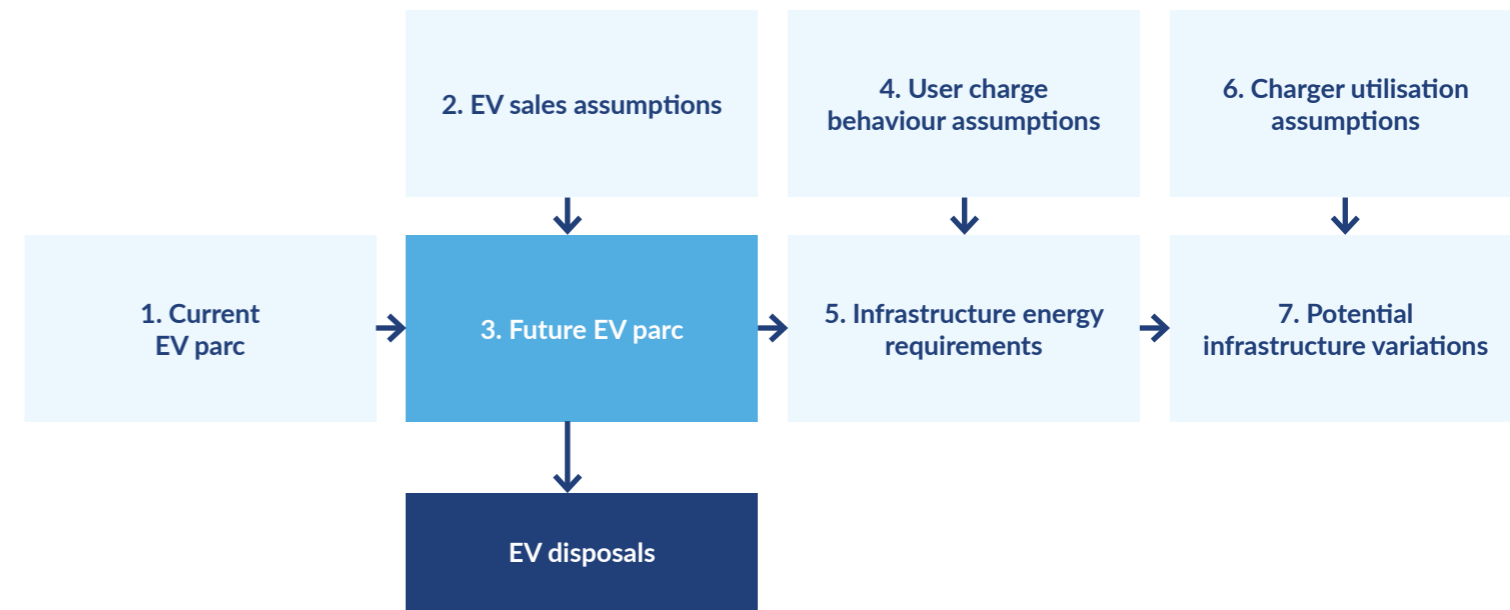 2. EV sales assumptions
4. User charge
behaviour assumptions
6. Charger utilisation
assumptions
1. Current
EV parc
3. Future EV parc
5. Infrastructure energy
requirements
7. Potential
infrastructure variations
EV disposals